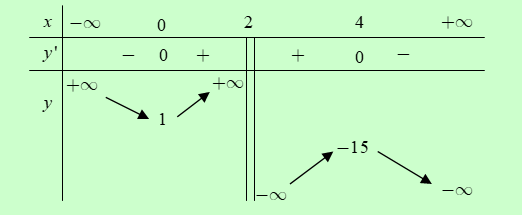 x −∞ 0 2 4 +∞
y' − 0 + + 0 −
+∞ +∞
y 1
−15
−∞ −∞